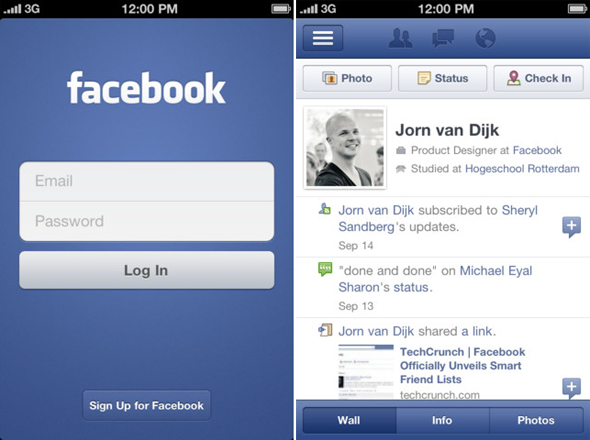 3G
12:00 PM
facebook
Email
Password
Log In
Sign Up for Facebook
3G
12:00 PM
Photo
Status
Check In
Jorn van Dijk
Product Designer at Facebook
Studied at Hogeschool Rotterdam
Jorn van Dijk subscribed to Sheryl
Sandberg's updates.
Sep 14
"done and done" on Michael Eyal
Sharon's status.
Sep 13
Jorn van Dijk shared a link.
TechCrunch | Facebook
Officially Unveils Smart
Friend Lists
techcrunch.com
Wall
Info
Photos